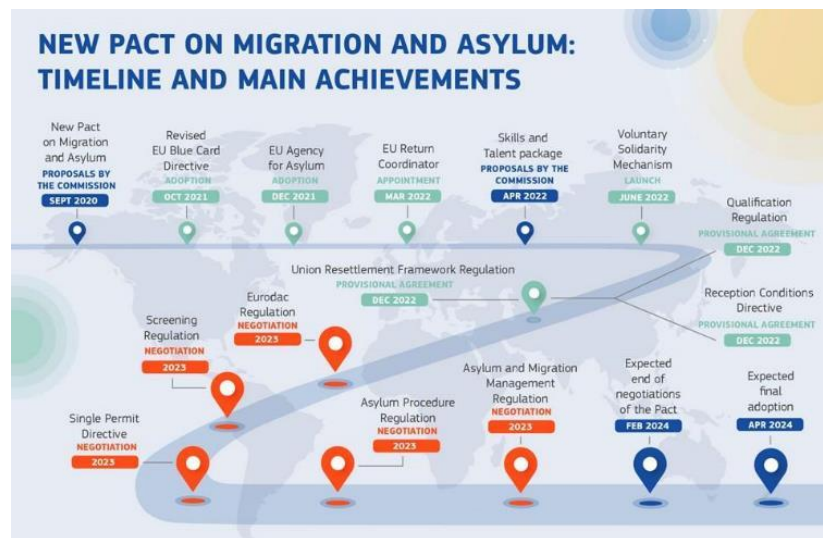 NEW PACT ON MIGRATION AND ASYLUM:
TIMELINE AND MAIN ACHIEVEMENTS
New Pact
on Migration
and Asylum
PROPOSALS BY
THE COMMISSION
SEPT 2020
Revised
EU Blue Card
Directive
ADOPTION
OCT 2021
EU Agency
for Asylum
ADOPTION
DEC 2021
EU Return
Coordinator
APPOINTMENT
MAR 2022
Skills and
Talent package
PROPOSALS BY THE
COMMISSION
APR 2022
Voluntary
Solidarity
Mechanism
LAUNCH
JUNE 2022
Qualification
Regulation
PROVISIONAL AGREEMENT
DEC 2022
Union Resettlement Framework Regulation
PROVISIONAL AGREEMENT
DEC 2022
Reception Conditions
Directive
PROVISIONAL AGREEMENT
DEC 2022
Eurodac
Regulation
NEGOTIATION
2023
Screening
Regulation
NEGOTIATION
2023
Single Permit
Directive
NEGOTIATION
2023
Asylum Procedure
Regulation
NEGOTIATION
2023
Asylum and Migration
Management
Regulation
NEGOTIATION
2023
Expected
end of
negotiations
of the Pact
FEB 2024
Expected
final
adoption
APR 2024